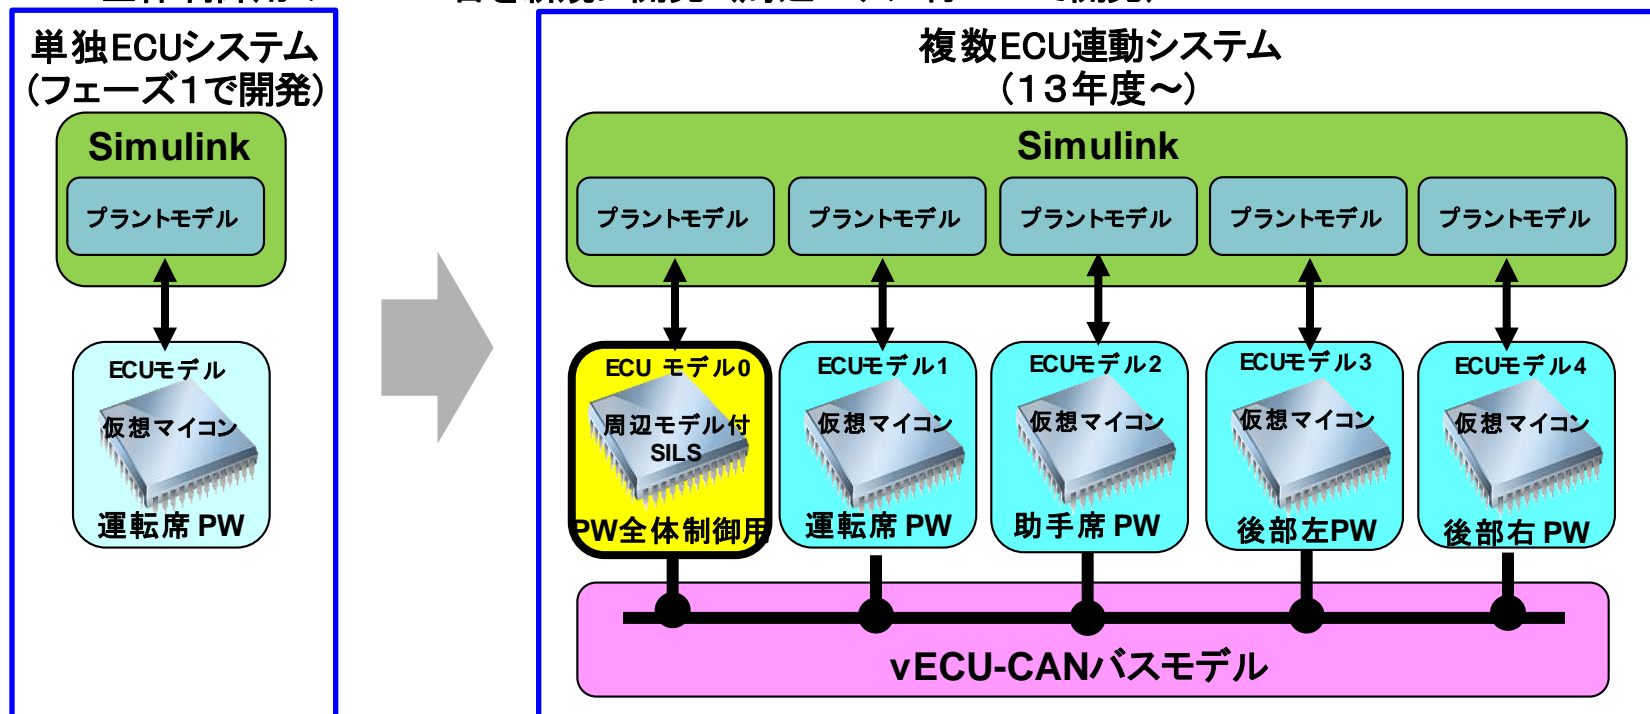 単独ECUシステム
(フェーズ1で開発)
Simulink
プラントモデル
ECUモデル
仮想マイコン
運転席 PW
複数ECU連動システム
(13年度～)
Simulink
プラントモデル
プラントモデル
プラントモデル
プラントモデル
プラントモデル
ECU モデル0
周辺モデル付
SILS
PW全体制御用
ECUモデル1
仮想マイコン
運転席 PW
ECUモデル2
仮想マイコン
助手席 PW
ECUモデル3
仮想マイコン
後部左PW
ECUモデル4
仮想マイコン
後部右 PW
vECU-CANバスモデル